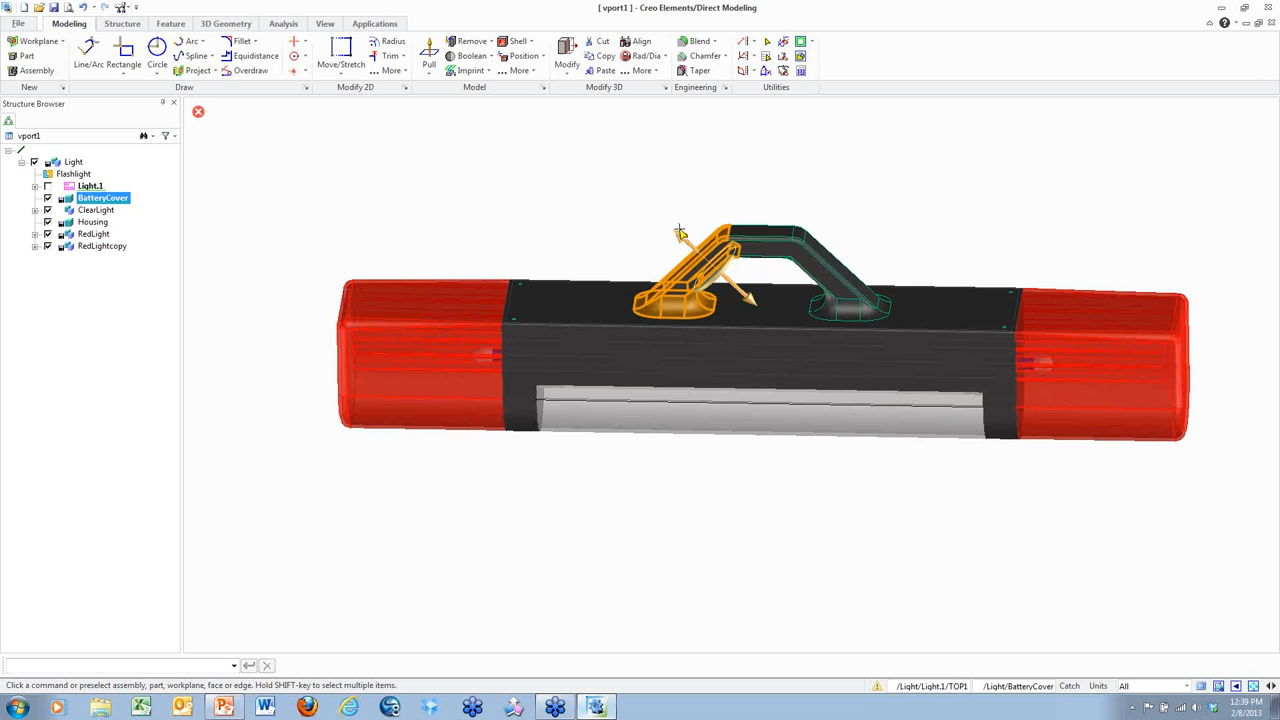 [ vport1 ] - Creo Elements/Direct Modeling
File Modeling Structure Feature 3D Geometry Analysis View Applications
Workplane Line/Arc Rectangle Circle Arc Fillet Move/Stretch Radius Pull Remove Shell Modify Cut Align Blend
Part Spline Equidistance Trim Boolean Position Copy Rad/Dia Chamfer
Assembly Project Overdraw More Imprint More Paste More Taper
New Draw Modify 2D Model Modify 3D Engineering Utilities
Structure Browser
vport1
Light
Flashlight
Light.1
BatteryCover
ClearLight
Housing
RedLight
RedLightcopy
Click a command or preselect assembly, part, workplane, face or edge. Hold SHIFT-key to select multiple items. /Light/Light.1/TOP1 /Light/BatteryCover Catch Units All
12:39 PM
2/8/2013